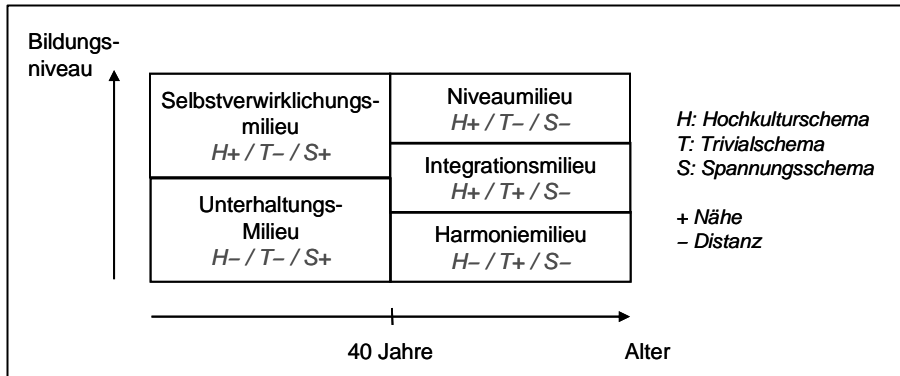 Bildungs-
niveau
Selbstverwirklichungs-
milieu
H+ / T– / S+
Unterhaltungs-
Milieu
H– / T– / S+
Niveaumilieu
H+ / T– / S–
Integrationsmilieu
H+ / T+ / S–
Harmoniemilieu
H– / T+ / S–
H: Hochkulturschema
T: Trivialschema
S: Spannungsschema
+ Nähe
– Distanz
40 Jahre
Alter